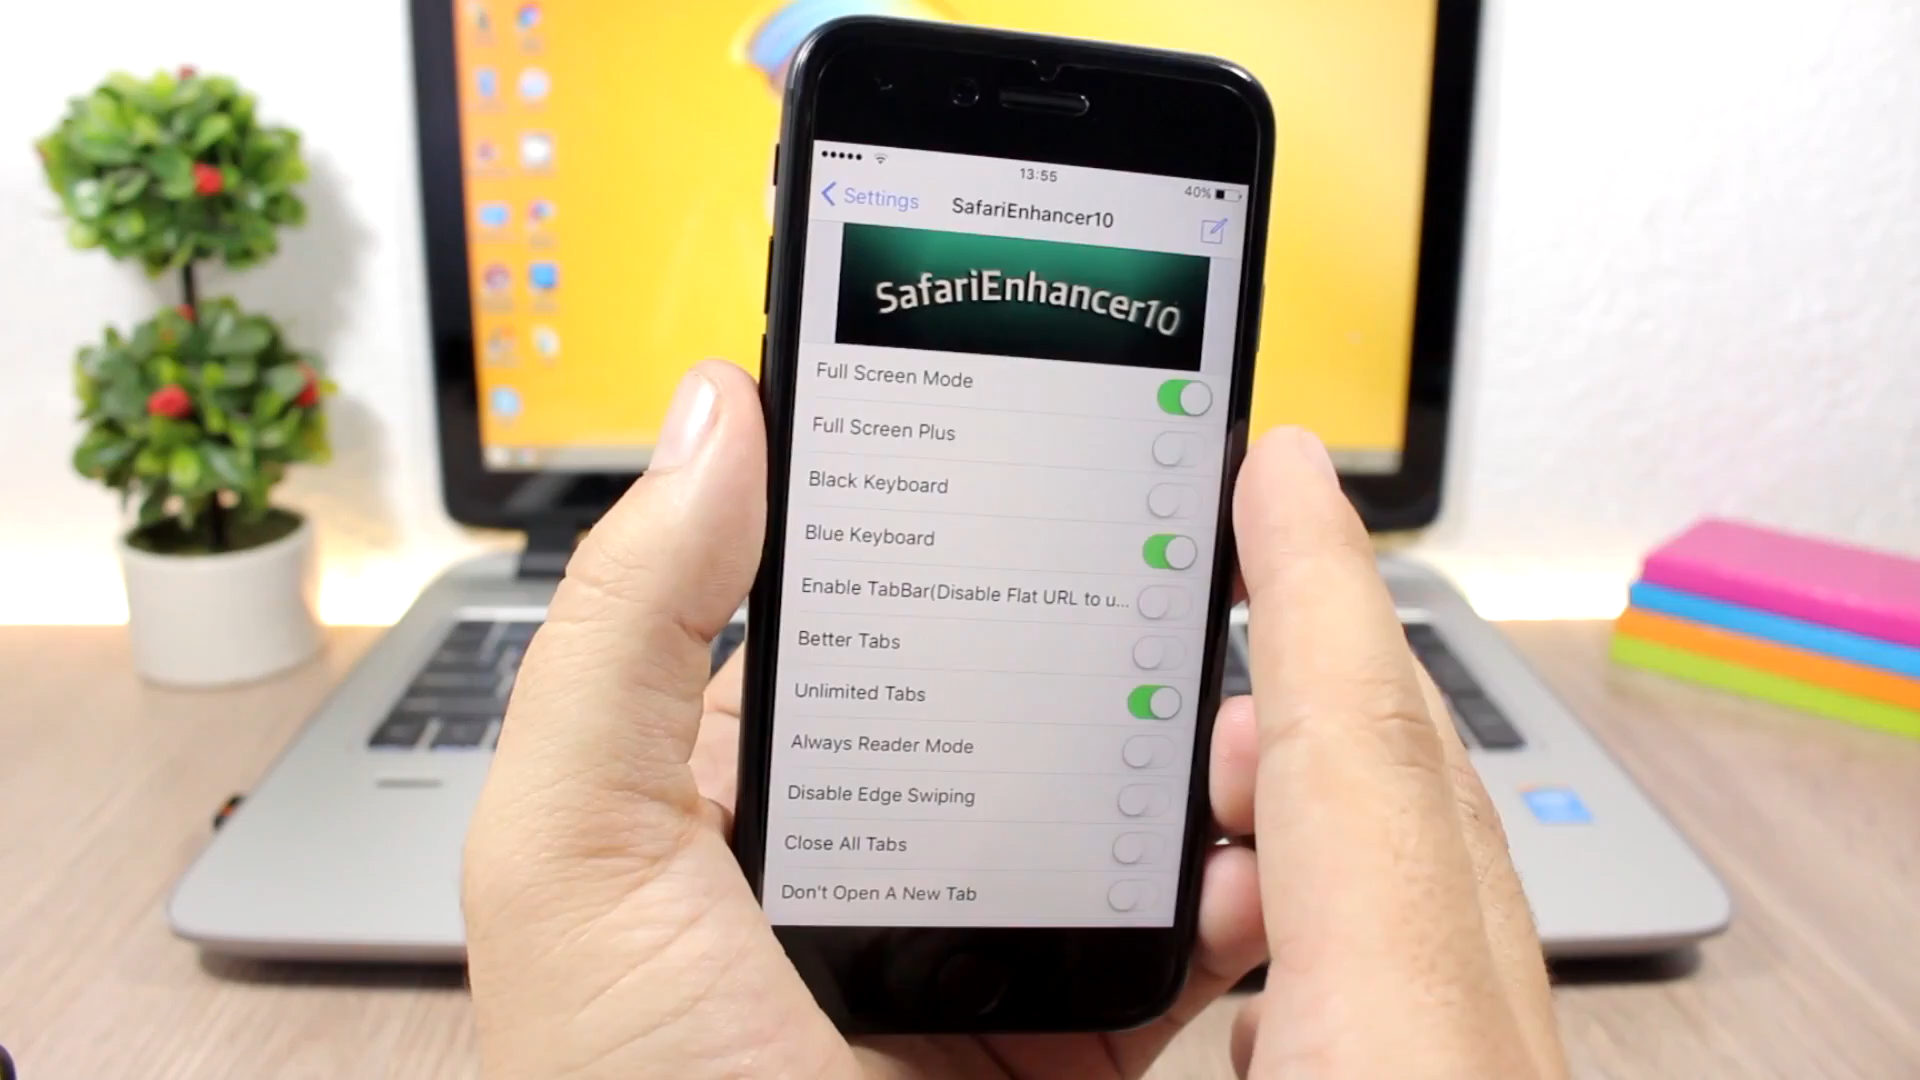 13:55
40%
Settings
SafariEnhancer10
SafariEnhancer10
Full Screen Mode
Full Screen Plus
Black Keyboard
Blue Keyboard
Enable TabBar(Disable Flat URL to u...
Better Tabs
Unlimited Tabs
Always Reader Mode
Disable Edge Swiping
Close All Tabs
Don't Open A New Tab